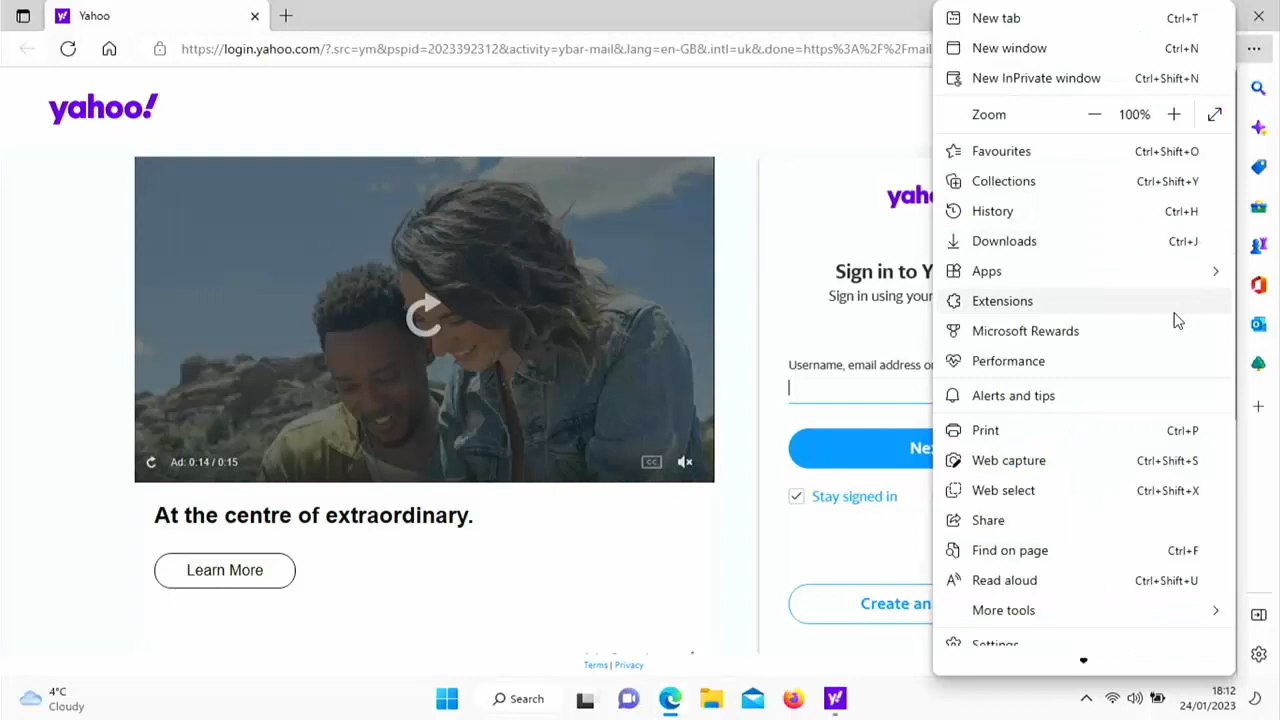 Yahoo
https://login.yahoo.com/?.src=ym&pspid=2023392312&activity=ybar-mail&.lang=en-GB&.intl=uk&.done=https%3A%2F%2Fmail
yahoo!
Ad: 0:14 / 0:15
CC
At the centre of extraordinary.
Learn More
yaho
Sign in to Y
Sign in using your
Username, email address or
Ne
Stay signed in
Create an
Terms | Privacy
New tab Ctrl+T
New window Ctrl+N
New InPrivate window Ctrl+Shift+N
Zoom 100%
Favourites Ctrl+Shift+O
Collections Ctrl+Shift+Y
History Ctrl+H
Downloads Ctrl+J
Apps
Extensions
Microsoft Rewards
Performance
Alerts and tips
Print Ctrl+P
Web capture Ctrl+Shift+S
Web select Ctrl+Shift+X
Share
Find on page Ctrl+F
Read aloud Ctrl+Shift+U
More tools
Settings
4°C
Cloudy
Search
18:12
24/01/2023